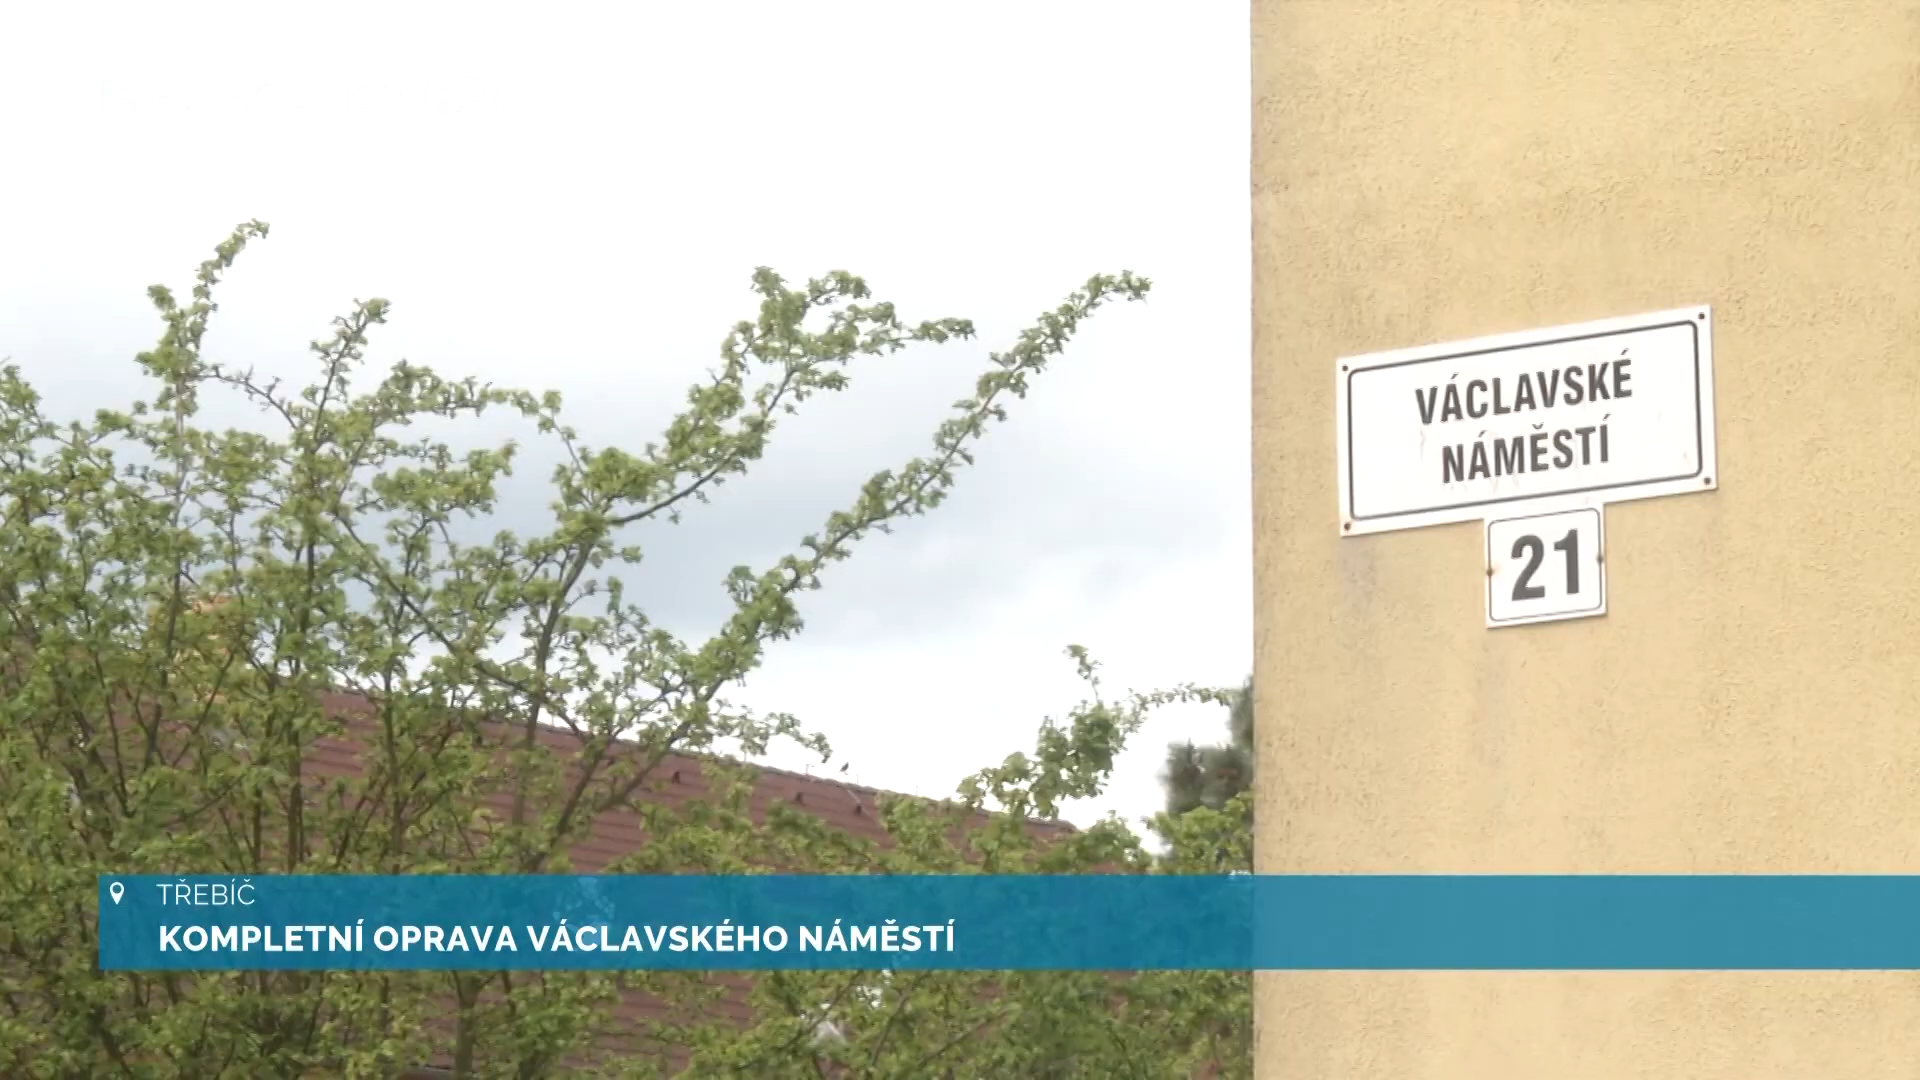 VÁCLAVSKÉ
NÁMĚSTÍ
21
TŘEBÍČ
KOMPLETNÍ OPRAVA VÁCLAVSKÉHO NÁMĚSTÍ